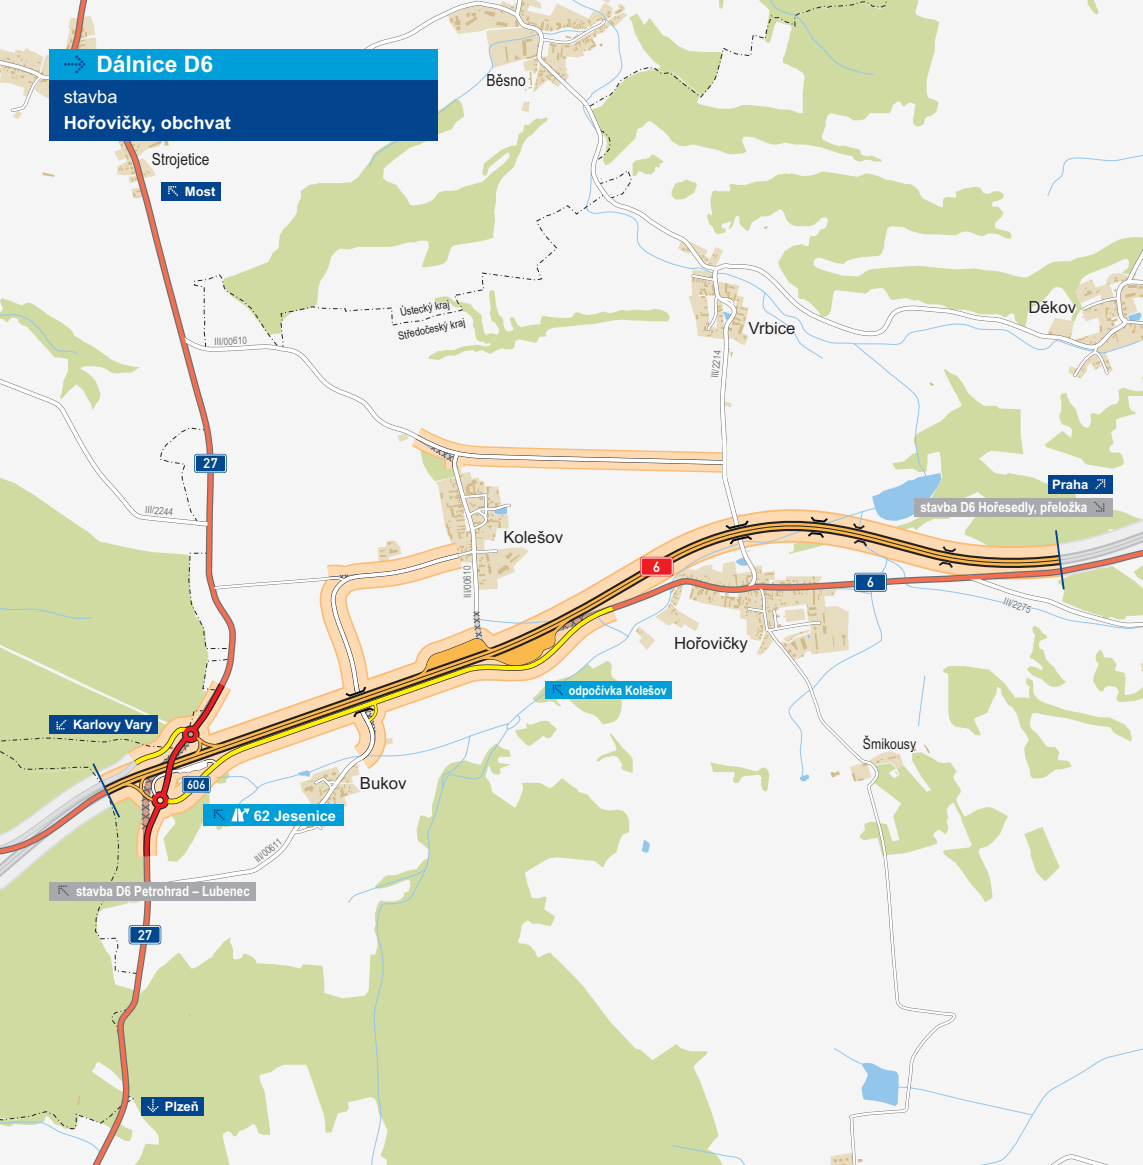 Dálnice D6
stavba
Hořovičky, obchvat
Běsno
Strojetice
Most
Ústecký kraj
Středočeský kraj
Děkov
Vrbice
III/00610
III/2214
27
Praha
stavba D6 Hořesedly, přeložka
III/2244
Kolešov
6
6
III/00610
III/2275
Hořovičky
odpočívka Kolešov
Karlovy Vary
Šmikousy
606
Bukov
62 Jesenice
III/00611
stavba D6 Petrohrad – Lubenec
27
Plzeň